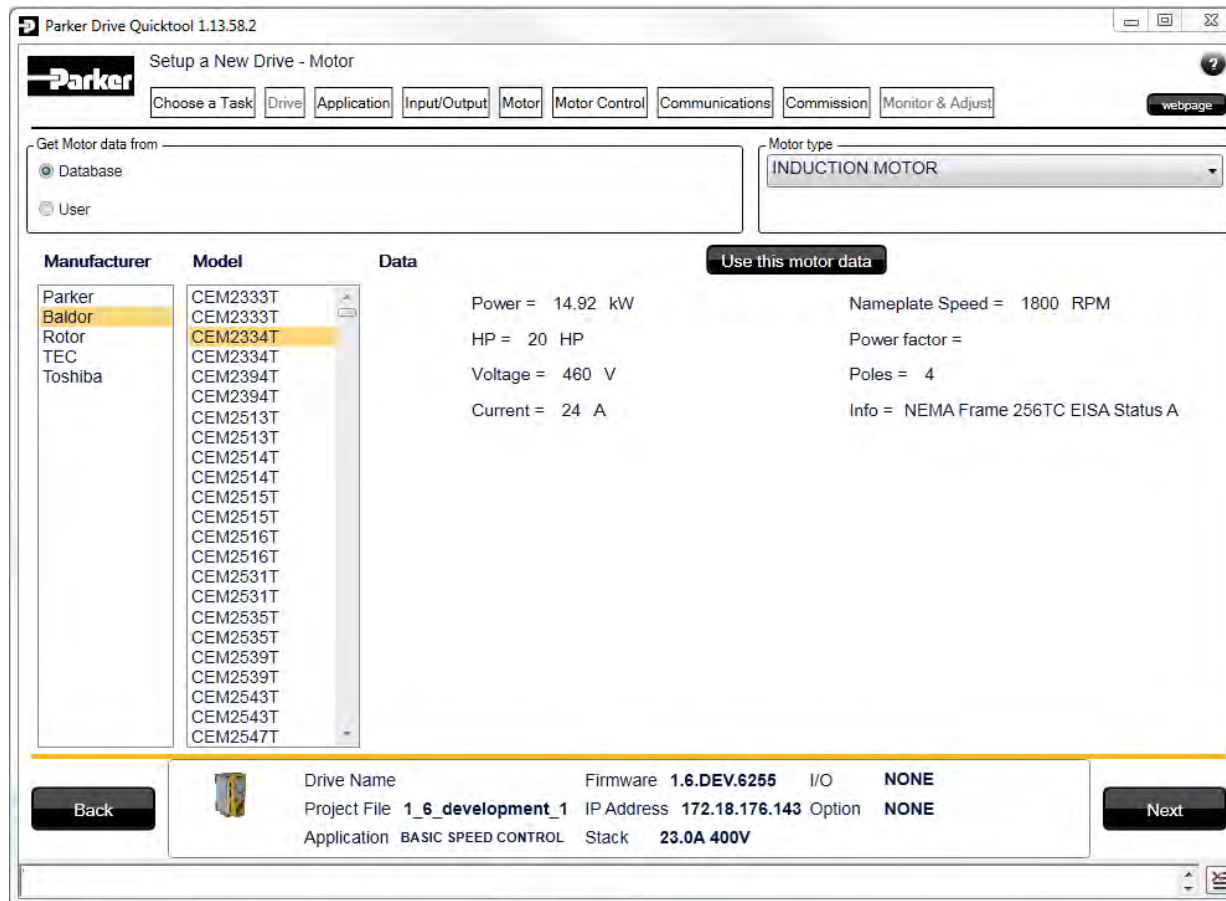 Parker Drive Quicktool 1.13.58.2
Parker
Setup a New Drive - Motor
?
Choose a Task Drive Application Input/Output Motor Motor Control Communications Commission Monitor & Adjust
webpage
Get Motor data from
Database
User
Motor type
INDUCTION MOTOR
Manufacturer Model Data Use this motor data
Parker
Baldor
Rotor
TEC
Toshiba
CEM2333T
CEM2333T
CEM2334T
CEM2334T
CEM2394T
CEM2394T
CEM2513T
CEM2513T
CEM2514T
CEM2514T
CEM2515T
CEM2515T
CEM2516T
CEM2516T
CEM2531T
CEM2531T
CEM2535T
CEM2535T
CEM2539T
CEM2539T
CEM2543T
CEM2543T
CEM2547T
Power = 14.92 kW
HP = 20 HP
Voltage = 460 V
Current = 24 A
Nameplate Speed = 1800 RPM
Power factor =
Poles = 4
Info = NEMA Frame 256TC EISA Status A
Back
Drive Name
Project File 1_6_development_1
Application BASIC SPEED CONTROL
Firmware 1.6.DEV.6255
IP Address 172.18.176.143
Stack 23.0A 400V
I/O NONE
Option NONE
Next